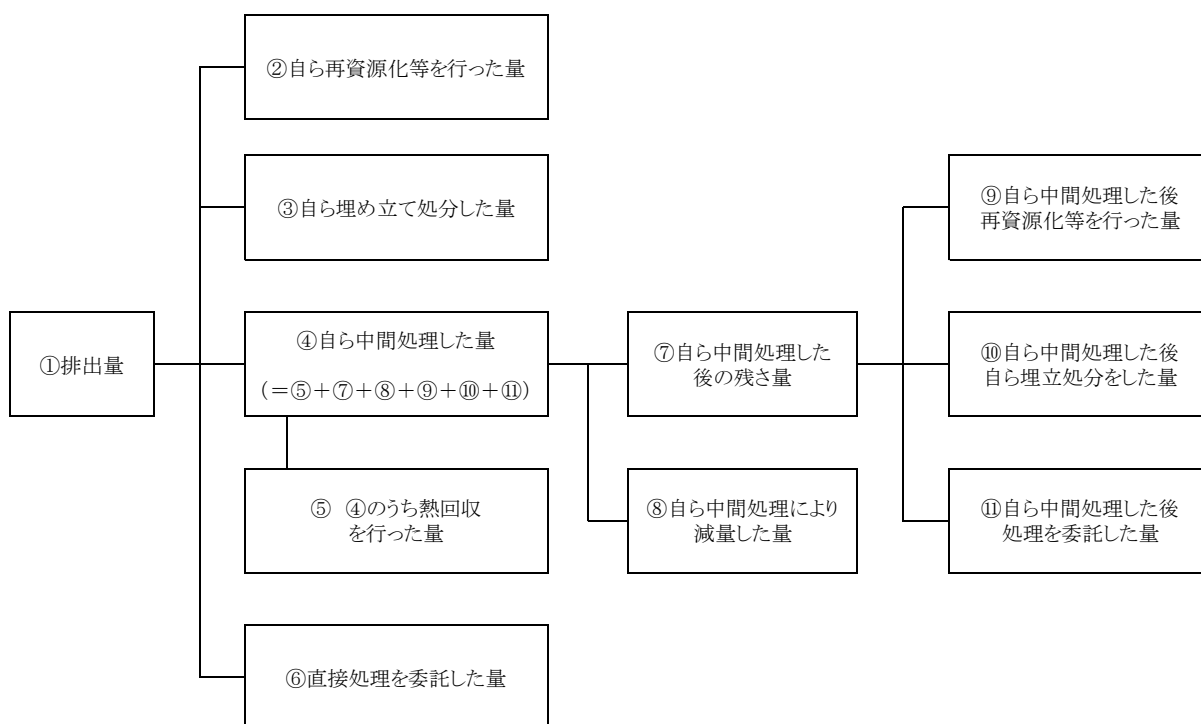 ②自ら再資源化等を行った量
③自ら埋め立て処分した量
⑨自ら中間処理した後
再資源化等を行った量
①排出量
④自ら中間処理した量
(=⑤+⑦+⑧+⑨+⑩+⑪)
⑦自ら中間処理した
後の残さ量
⑩自ら中間処理した後
自ら埋立処分をした量
⑤ ④のうち熱回収
を行った量
⑧自ら中間処理により
減量した量
⑪自ら中間処理した後
処理を委託した量
⑥直接処理を委託した量